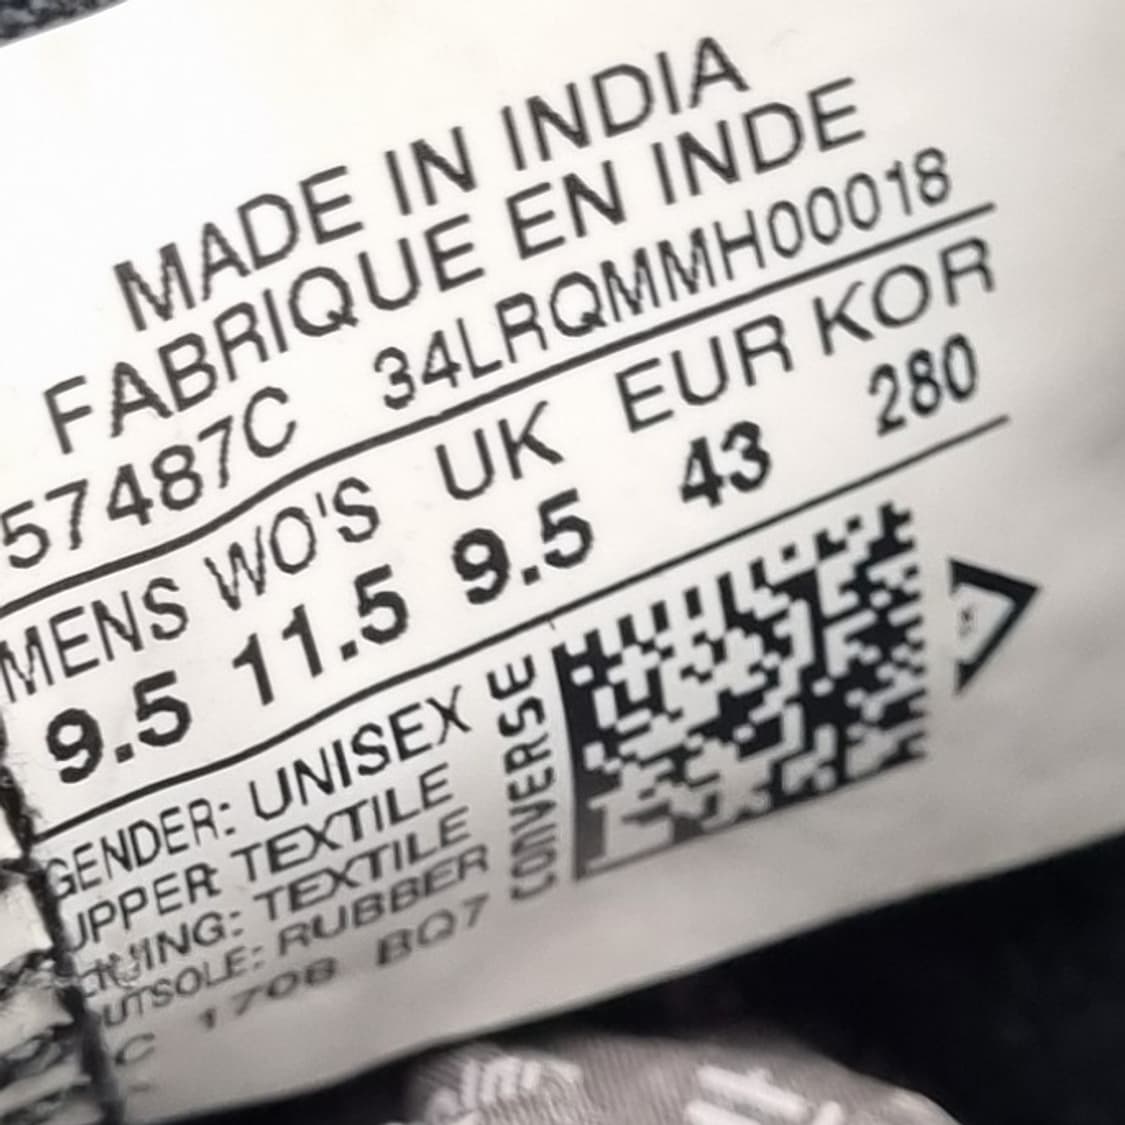 MADE IN INDIA
FABRIQUE EN INDE
57487C 34LRQMMH00018
MENS WO'S UK EUR KOR
9.5 11.5 9.5 43 280
GENDER: UNISEX
UPPER: TEXTILE
TEXTILE
OUTSOLE: RUBBER
C 1708 BQ7
CONVERSE